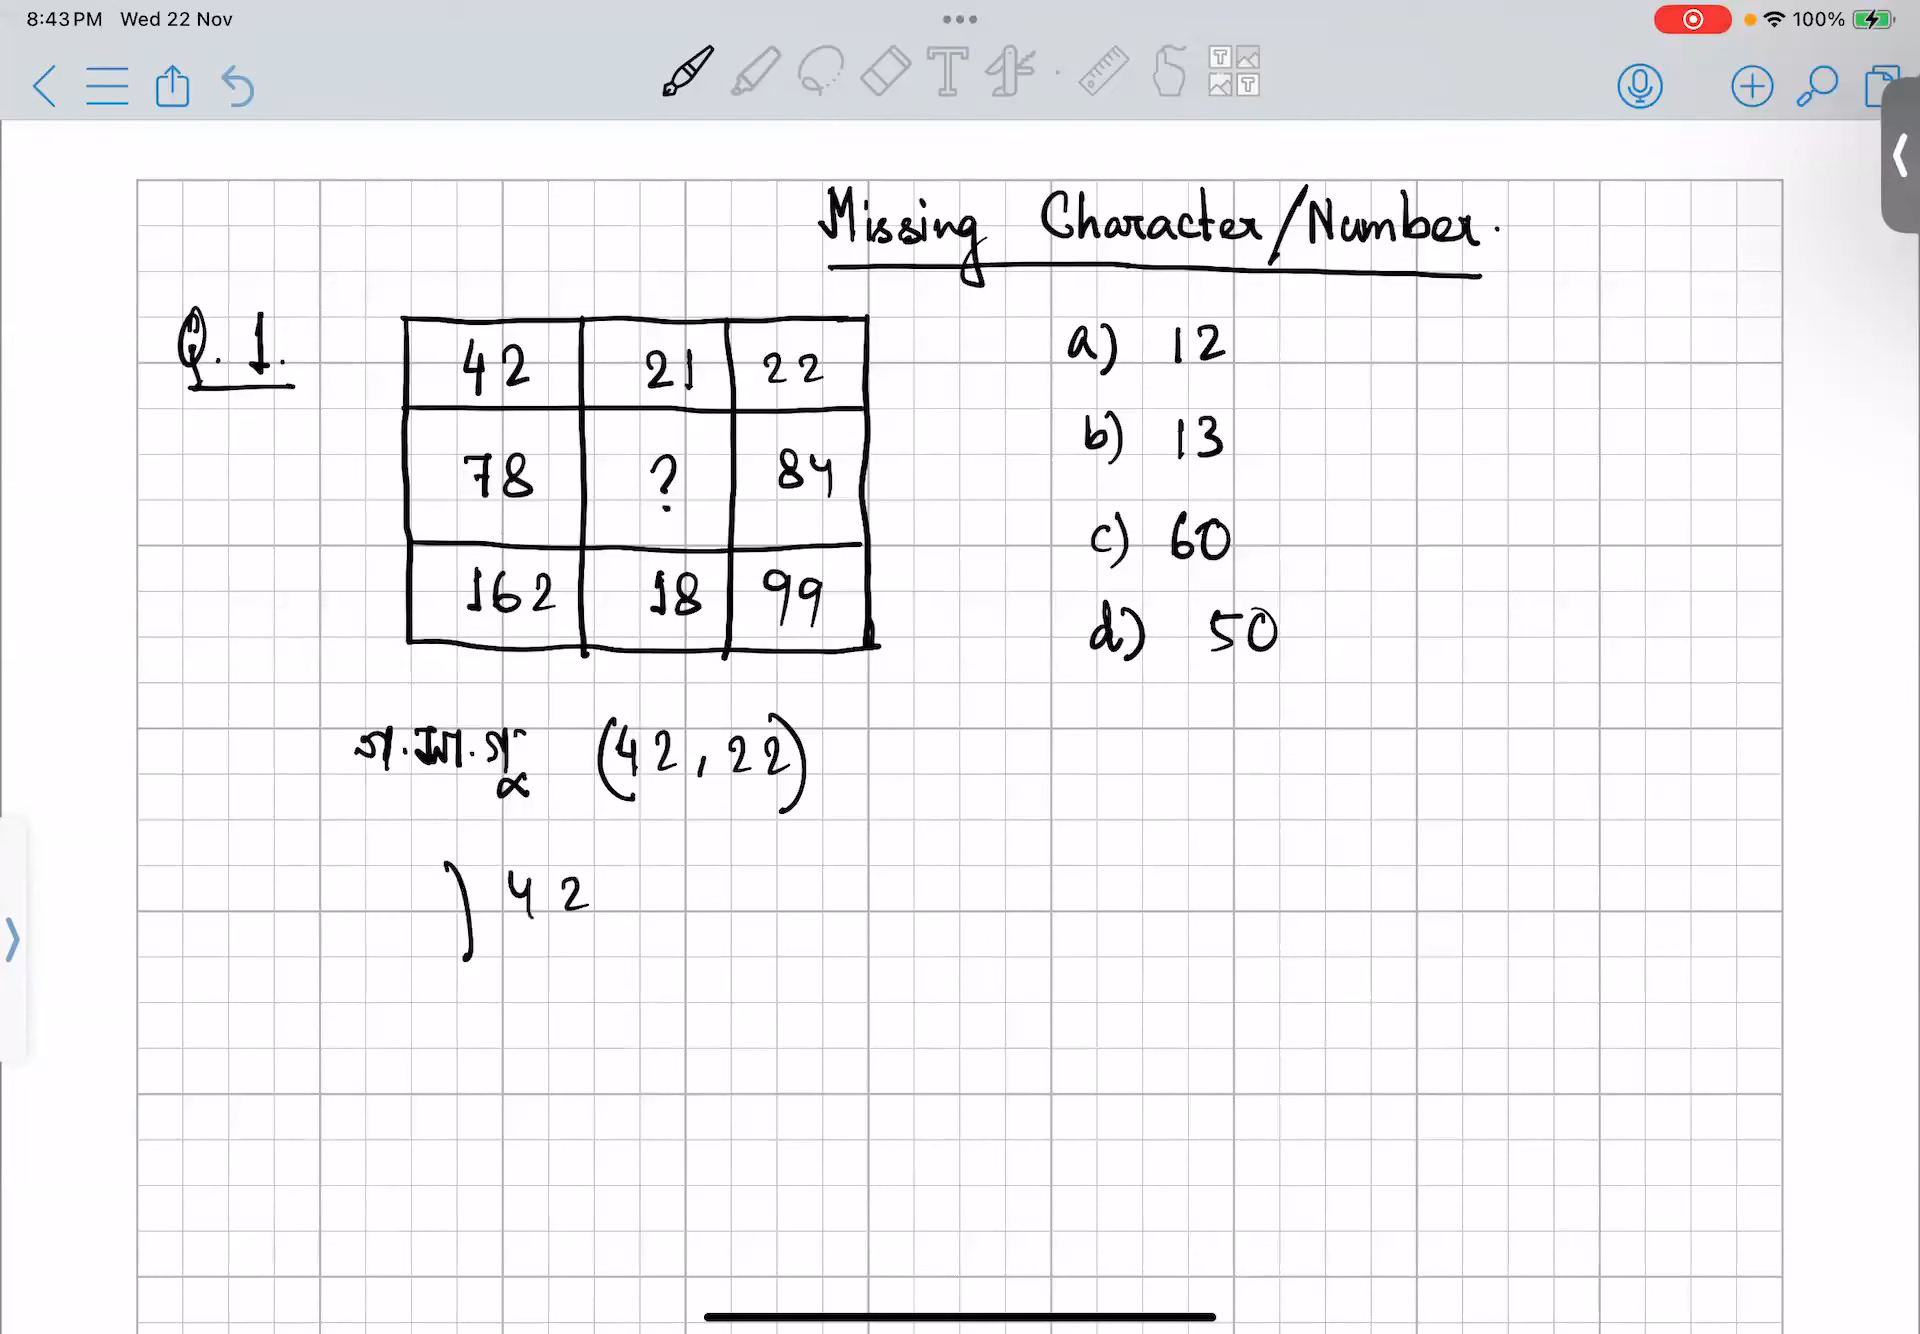 8:43 PM Wed 22 Nov
100%
Missing Character/Number.
Q. 1.
42 21 22
78 ? 84
162 18 99
a) 12
b) 13
c) 60
d) 50
(42, 22)
) 42